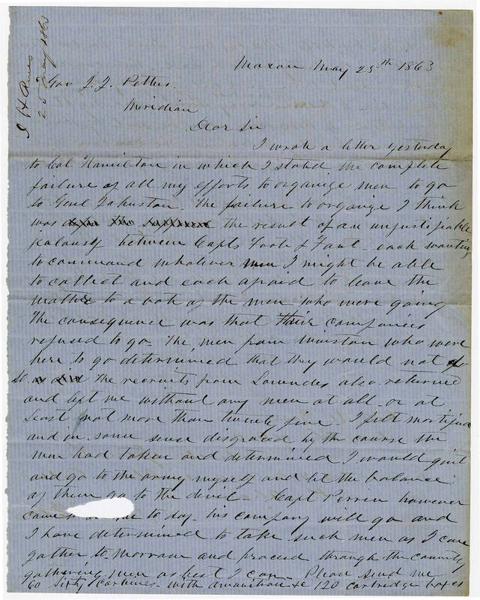 J H Rives
25 May 1863
Macon May 25th 1863
Gov J. J. Pettus
Meridian
Dear Sir
I wrote a letter yesterday
to Col Hamilton in which I stated the complete
failure of all my efforts to organize men to go
to Genl Johnston. The failure to organize I think
was the result of an unjustifiable
jealousy between Capts Foote & Fant - each wanting
to command whatever men I might be able
to collect and each afraid to leave the
matter to a vote of the men who were going
The consequence was that their companies
refused to go. The men from Winston who were
here to go determined that they would not go
so the recruits from Lowndes also returned
and left me without any men at all or at
least not more than twenty five. I felt mortified
and in some sense disgraced by the course the
men had taken and determined I would quit
and go to the army myself and let the balance
of them go to the devil - Capt Perrin however
came to me to day - his company will go and
I have determined to take such men as I can
gather to morrow and proceed through the country
gathering men as best I can. Please send me
60 Sixty carbines with amunition &c 120 cartridge boxes